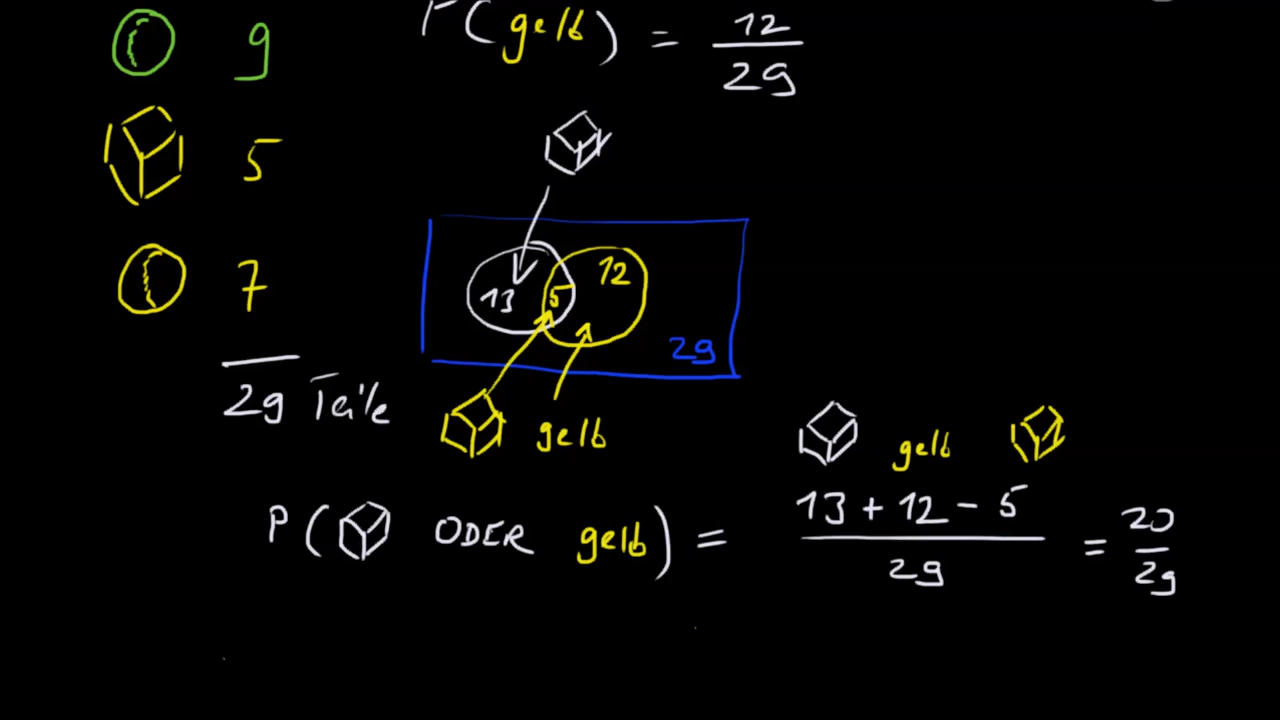 9
P(gelb) = 12/29
5
7
13 5 12
29
29 Teile
gelb
gelb
P( ODER gelb) = 13 + 12 - 5 / 29 = 20/29